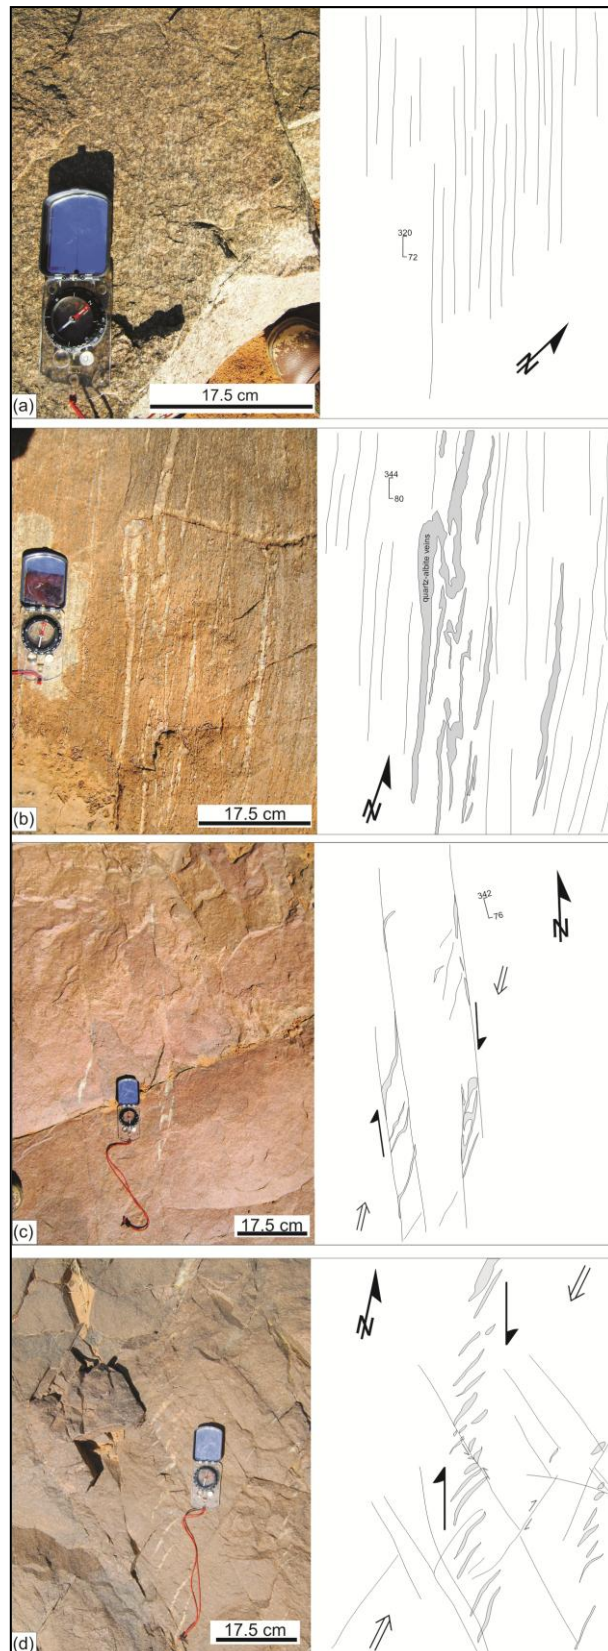 320
72
N
17.5 cm
(a)
344
80
quartz-albite veins
N
17.5 cm
(b)
342
76
N
17.5 cm
(c)
N
17.5 cm
(d)